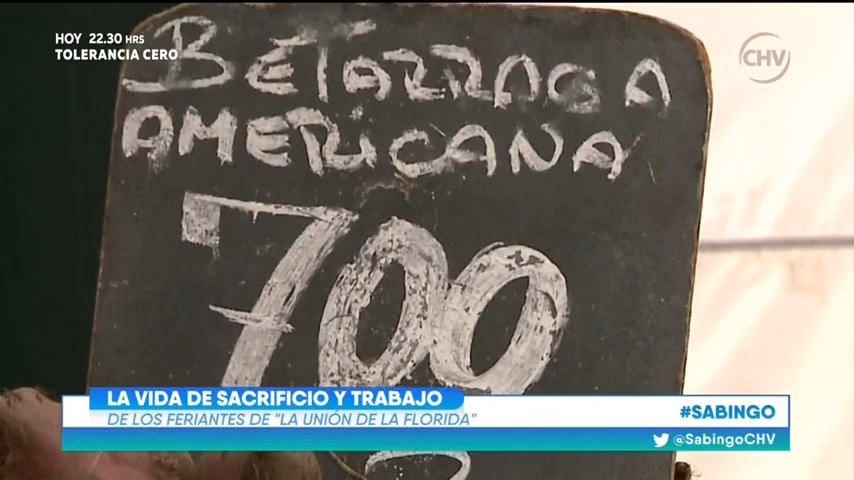 HOY 22.30 HRS
TOLERANCIA CERO
CHV
BETARRAGA
AMERICANA
700
LA VIDA DE SACRIFICIO Y TRABAJO
DE LOS FERIANTES DE "LA UNIÓN DE LA FLORIDA"
#SABINGO
@SabingoCHV